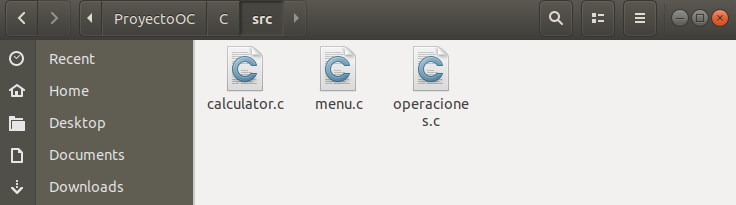 ProyectoOC C src
Recent
Home
Desktop
Documents
Downloads
calculator.c menu.c operacione
s.c